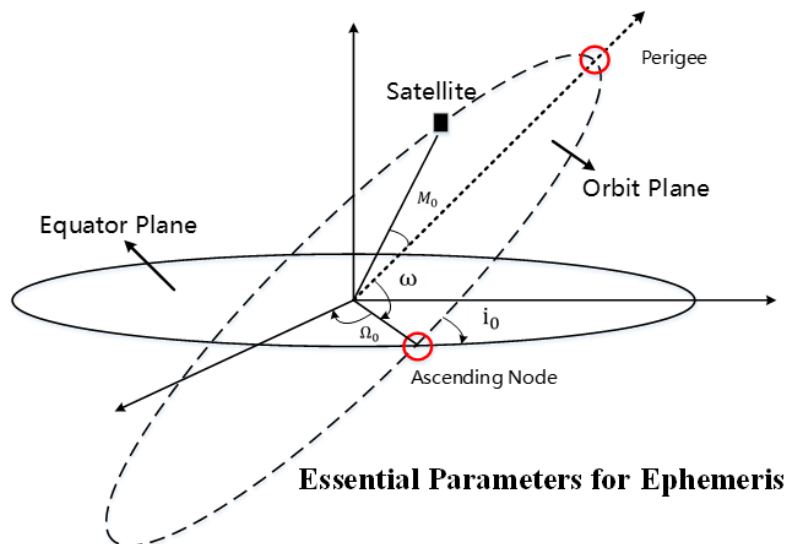 Perigee
Satellite
M₀
Orbit Plane
Equator Plane
ω
i₀
Ω₀
Ascending Node
Essential Parameters for Ephemeris